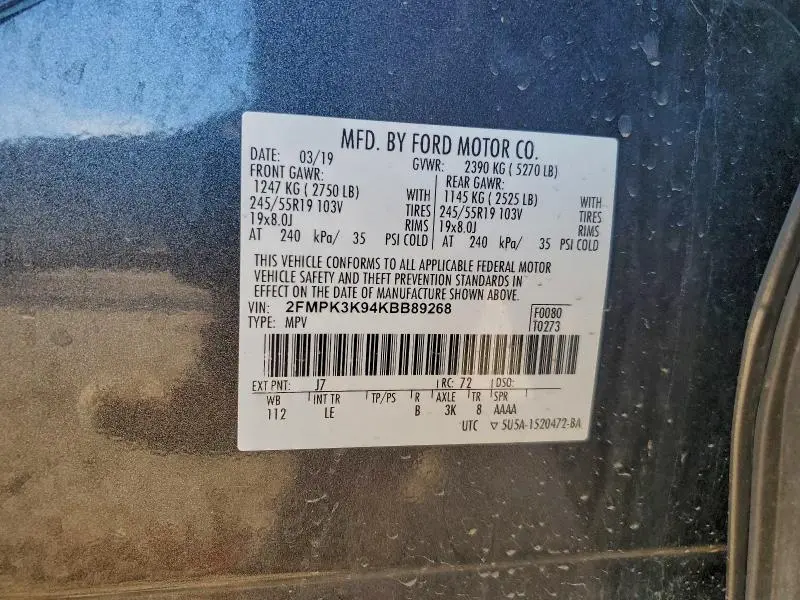 MFD. BY FORD MOTOR CO.
DATE: 03/19 GVWR: 2390 KG ( 5270 LB)
FRONT GAWR: REAR GAWR:
1247 KG ( 2750 LB) WITH 1145 KG ( 2525 LB) WITH
245/55R19 103V TIRES 245/55R19 103V TIRES
19x8.0J RIMS 19x8.0J RIMS
AT 240 kPa/ 35 PSI COLD AT 240 kPa/ 35 PSI COLD
THIS VEHICLE CONFORMS TO ALL APPLICABLE FEDERAL MOTOR
VEHICLE SAFETY AND THEFT PREVENTION STANDARDS IN
EFFECT ON THE DATE OF MANUFACTURE SHOWN ABOVE.
VIN: 2FMPK3K94KBB89268 F0080
TYPE: MPV T0273
EXT PNT: J7 RC: 72 DSO:
WB INT TR TP/PS R AXLE TR SPR
112 LE B 3K 8 AAAA
UTC ▽ 5U5A-1520472-BA